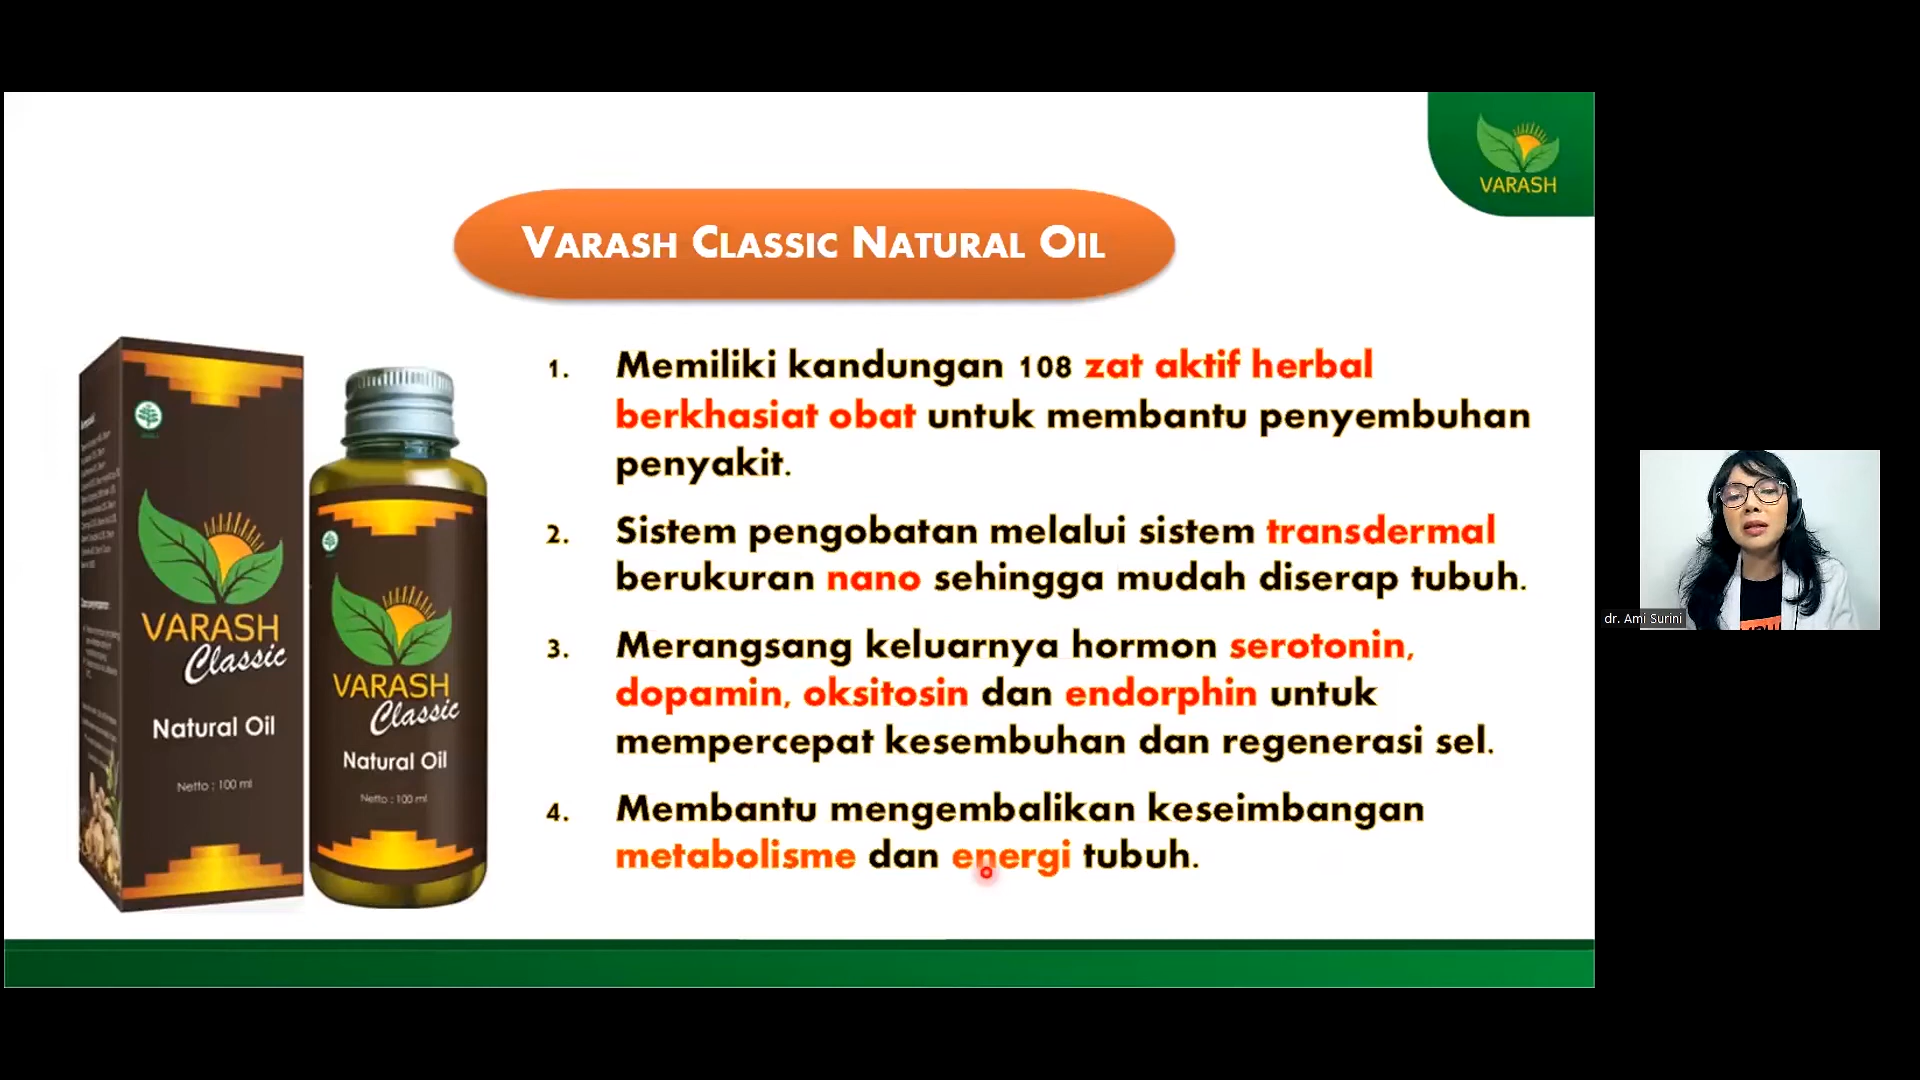 VARASH
VARASH CLASSIC NATURAL OIL
1. Memiliki kandungan 108 zat aktif herbal
berkhasiat obat untuk membantu penyembuhan
penyakit.
2. Sistem pengobatan melalui sistem transdermal
berukuran nano sehingga mudah diserap tubuh.
3. Merangsang keluarnya hormon serotonin,
dopamin, oksitosin dan endorphin untuk
mempercepat kesembuhan dan regenerasi sel.
4. Membantu mengembalikan keseimbangan
metabolisme dan energi tubuh.
VARASH
Classic
Natural Oil
Netto : 100 ml
VARASH
Classic
Natural Oil
Netto : 100 ml
dr. Ami Surini